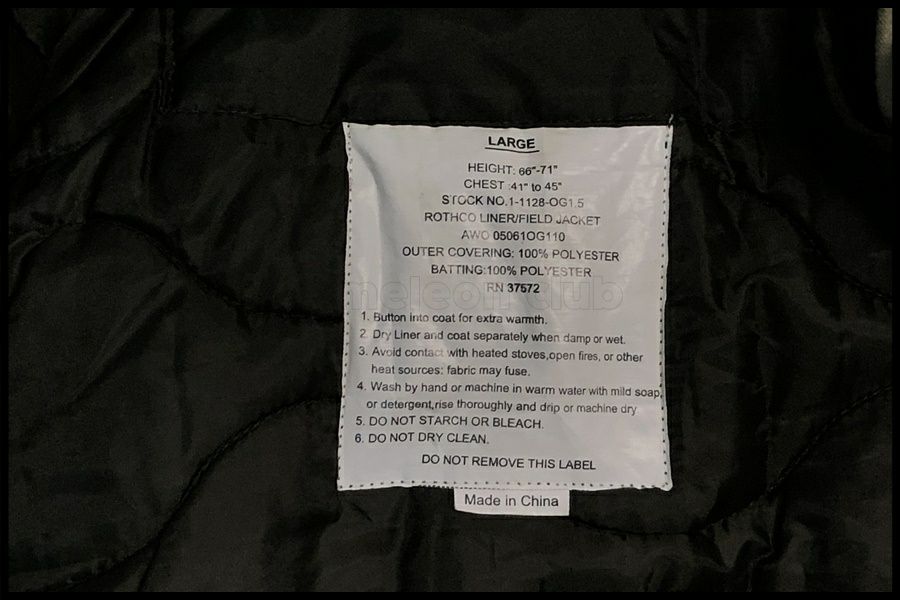 LARGE
HEIGHT: 66"-71"
CHEST :41" to 45"
STOCK NO.1-1128-OG1.5
ROTHCO LINER/FIELD JACKET
AWO 05061OG110
OUTER COVERING: 100% POLYESTER
BATTING:100% POLYESTER
RN 37572
meleon club
1. Button into coat for extra warmth.
2. Dry Liner and coat separately when damp or wet.
3. Avoid contact with heated stoves,open fires, or other
heat sources: fabric may fuse.
4. Wash by hand or machine in warm water with mild soap,
or detergent,rise thoroughly and drip or machine dry
5. DO NOT STARCH OR BLEACH.
6. DO NOT DRY CLEAN.
DO NOT REMOVE THIS LABEL
Made in China